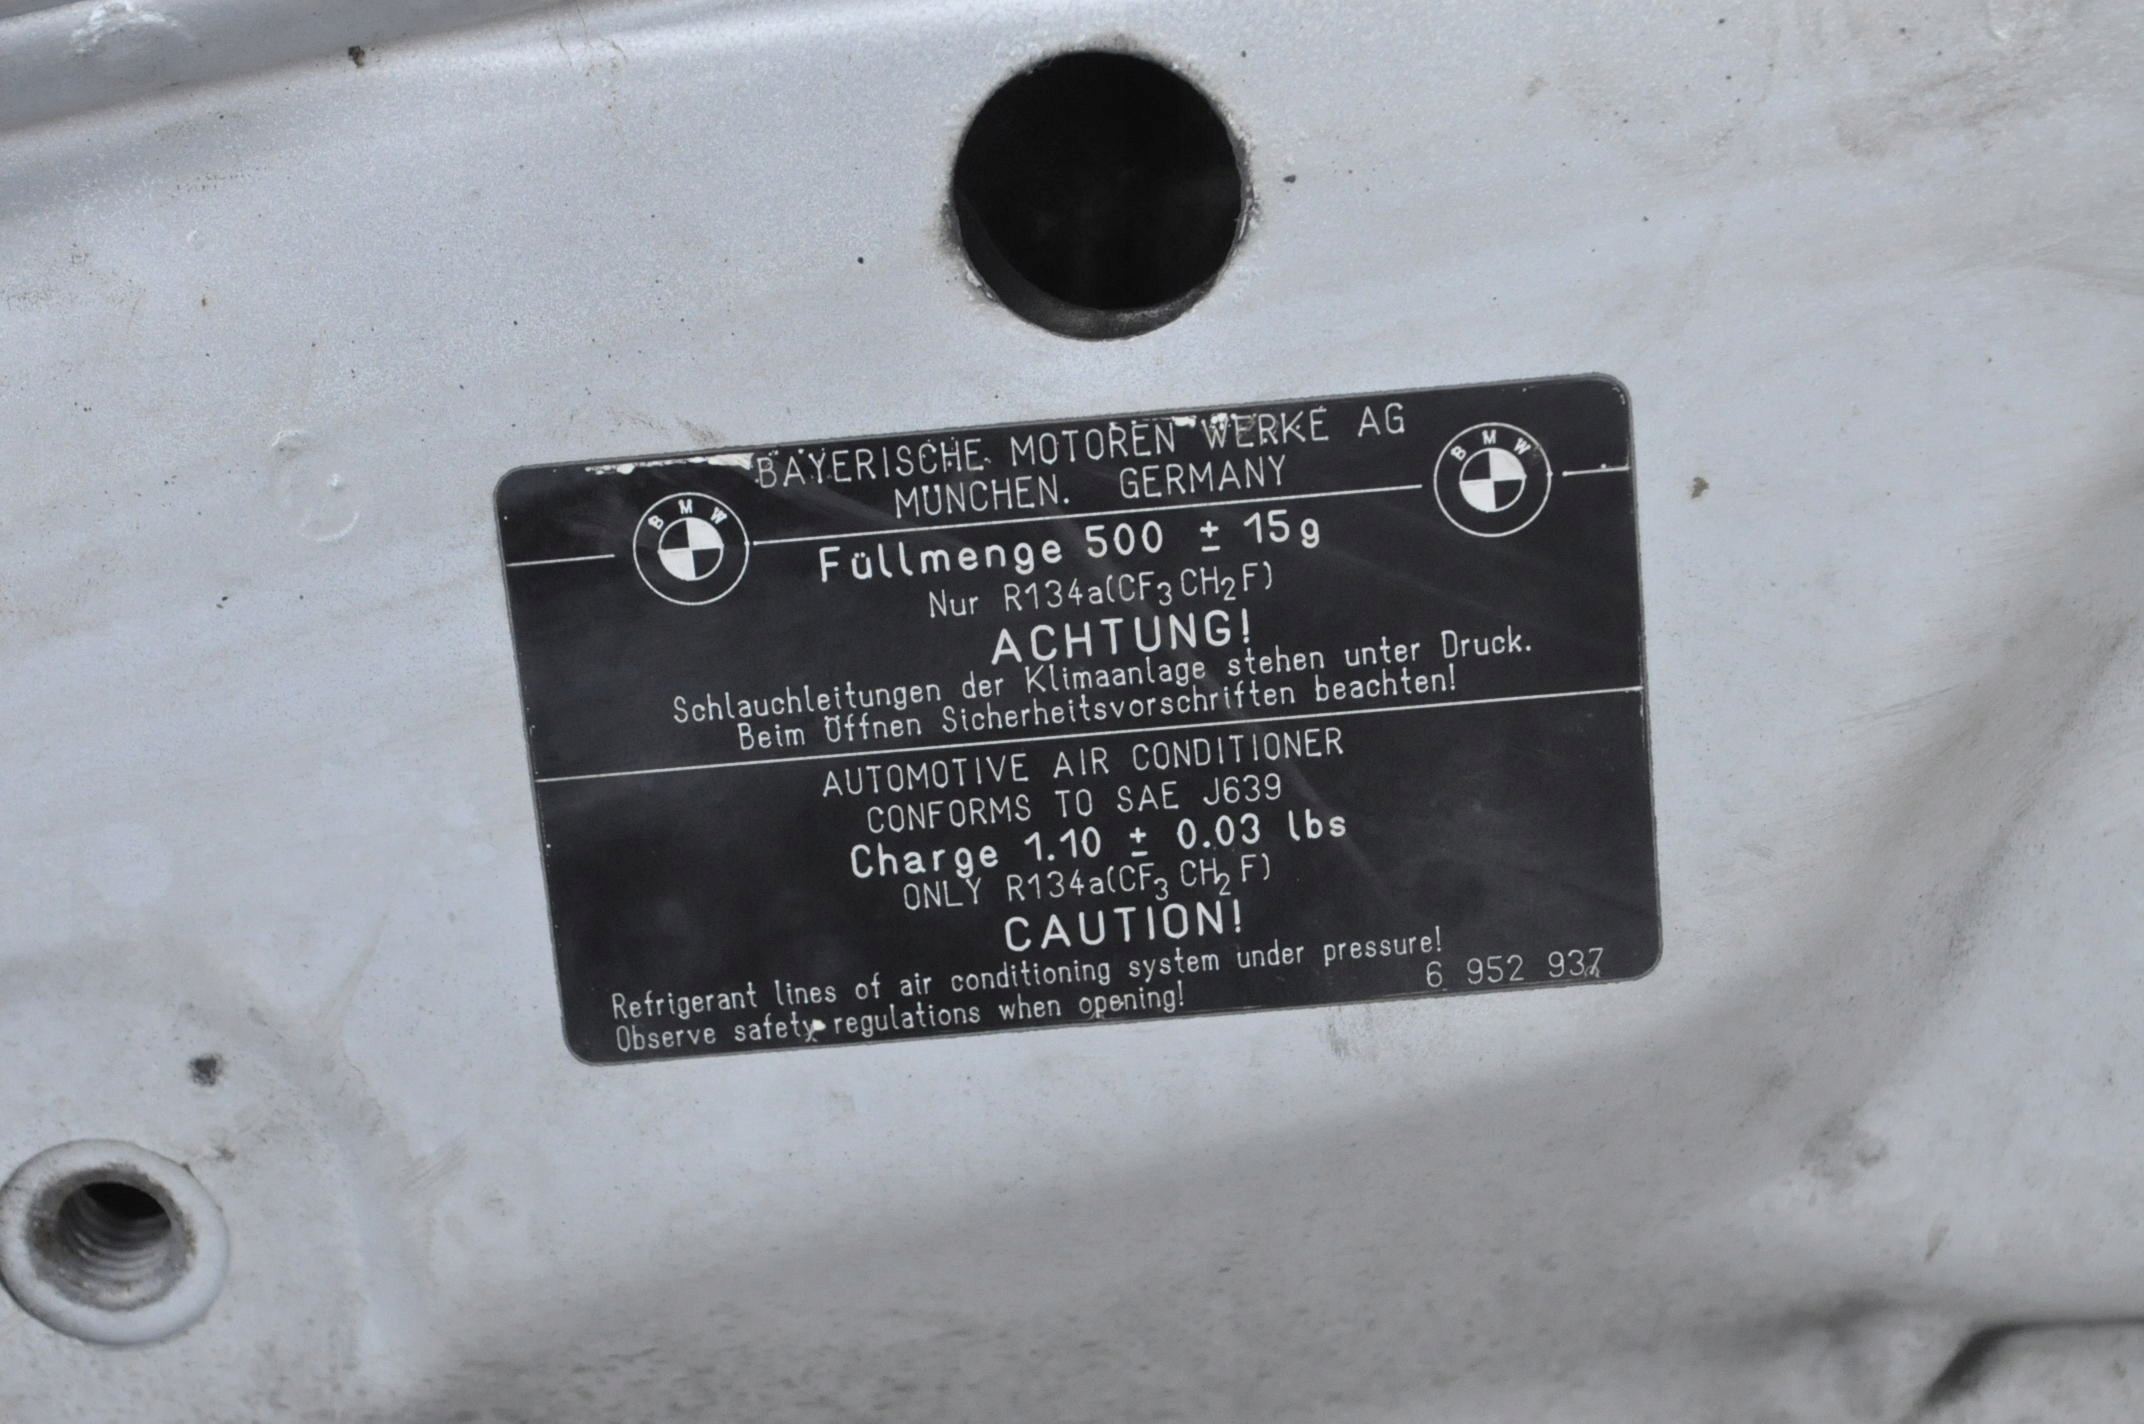 BAYERISCHE MOTOREN WERKE AG
MÜNCHEN. GERMANY
BMW
BMW
Füllmenge 500 ± 15g
Nur R134a(CF₃CH₂F)
ACHTUNG!
Schlauchleitungen der Klimaanlage stehen unter Druck.
Beim Öffnen Sicherheitsvorschriften beachten!
AUTOMOTIVE AIR CONDITIONER
CONFORMS TO SAE J639
Charge 1.10 ± 0.03 lbs
ONLY R134a(CF₃CH₂F)
CAUTION!
Refrigerant lines of air conditioning system under pressure!
Observe safety regulations when opening!
6 952 937